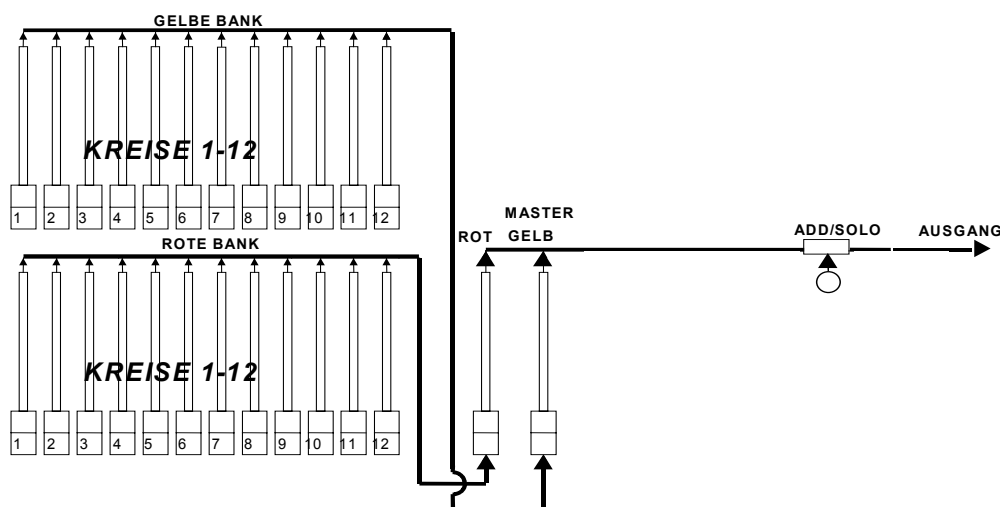 GELBE BANK
KREISE 1-12
1 2 3 4 5 6 7 8 9 10 11 12
ROTE BANK
MASTER
ROT GELB
ADD/SOLO
AUSGANG
KREISE 1-12
1 2 3 4 5 6 7 8 9 10 11 12